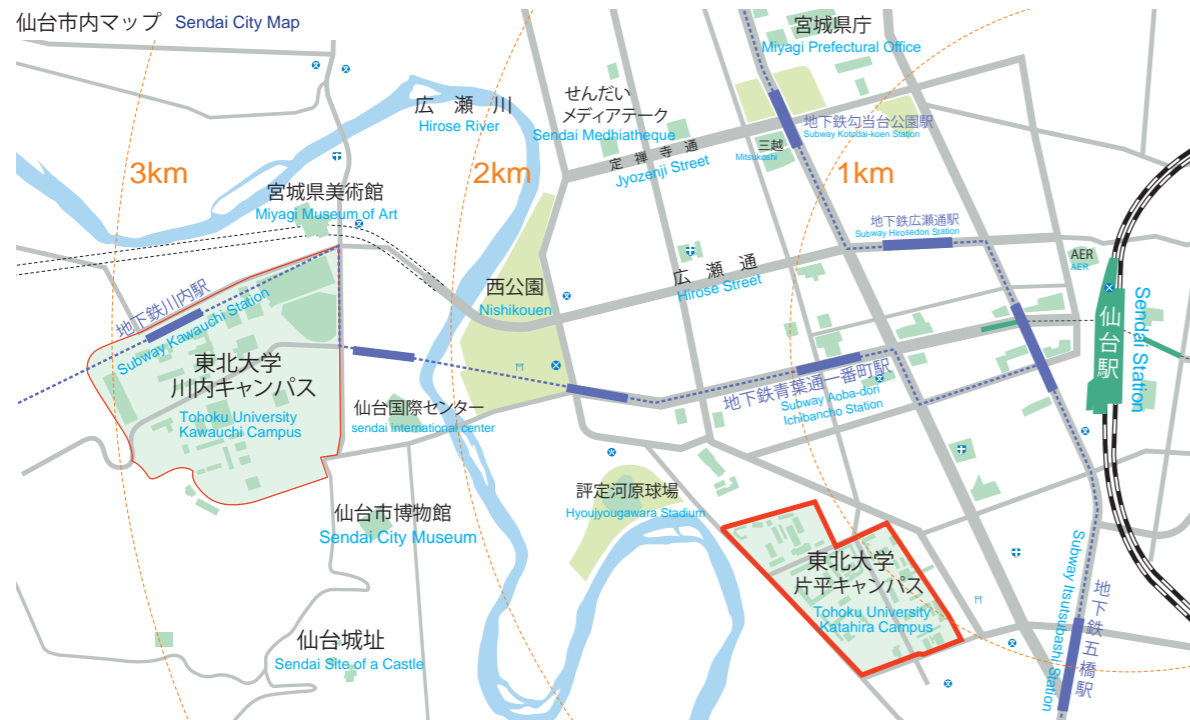 仙台市内マップ Sendai City Map
宮城県庁
Miyagi Prefectural Office
広瀬川
Hirose River
せんだい
メディアテーク
Sendai Medhiatheque
定禅寺通
Jyozenji Street
三越
Mitsukoshi
地下鉄勾当台公園駅
Subway Kotodai-koen Station
3km
2km
1km
宮城県美術館
Miyagi Museum of Art
地下鉄広瀬通駅
Subway Hirosedori Station
AER
AER
西公園
Nishikouen
広瀬通
Hirose Street
仙台駅
Sendai Station
地下鉄川内駅
Subway Kawauchi Station
東北大学
川内キャンパス
Tohoku University
Kawauchi Campus
仙台国際センター
sendai international center
地下鉄青葉通一番町駅
Subway Aoba-dori
Ichibancho Station
仙台市博物館
Sendai City Museum
評定河原球場
Hyoujyougawara Stadium
東北大学
片平キャンパス
Tohoku University
Katahira Campus
地下鉄五橋駅
Subway Itsutsubashi Station
仙台城址
Sendai Site of a Castle